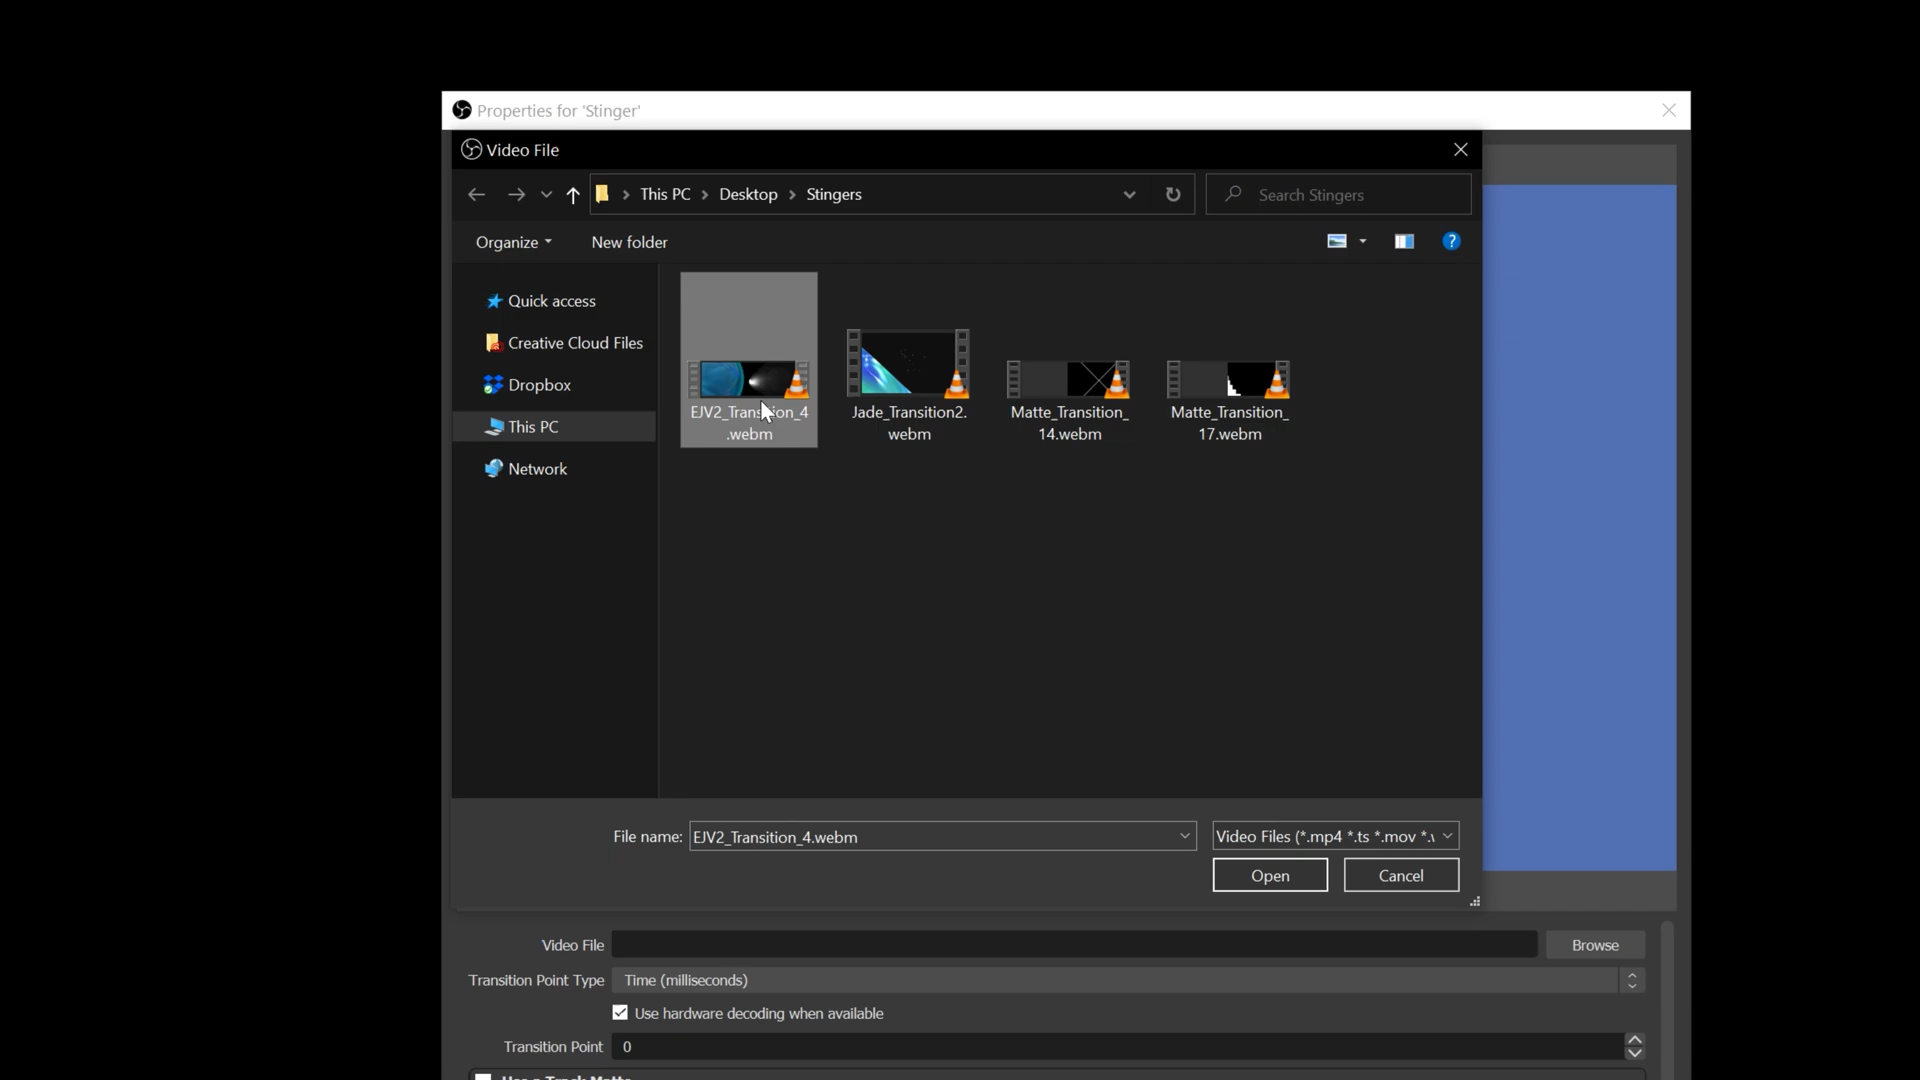 Properties for 'Stinger'
Video File
This PC > Desktop > Stingers
Search Stingers
Organize
New folder
Quick access
Creative Cloud Files
Dropbox
This PC
Network
EJV2_Transition_4
.webm
Jade_Transition2.
webm
Matte_Transition_
14.webm
Matte_Transition_
17.webm
File name: EJV2_Transition_4.webm
Video Files (*.mp4 *.ts *.mov *.
Open
Cancel
Video File
Browse
Transition Point Type Time (milliseconds)
Use hardware decoding when available
Transition Point 0
Use a Track Matte